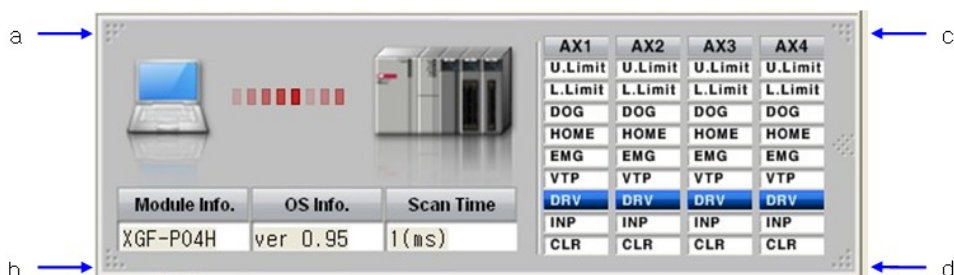 a
c
AX1 AX2 AX3 AX4
U.Limit U.Limit U.Limit U.Limit
L.Limit L.Limit L.Limit L.Limit
DOG DOG DOG DOG
HOME HOME HOME HOME
EMG EMG EMG EMG
VTP VTP VTP VTP
Module Info. OS Info. Scan Time
DRV DRV DRV DRV
INP INP INP INP
XGF-PO4H ver 0.95 1(ms)
CLR CLR CLR CLR
b
d